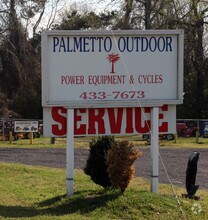 PALMETTO OUTDOOR
POWER EQUIPMENT & CYCLES
433-7673
SERVICE